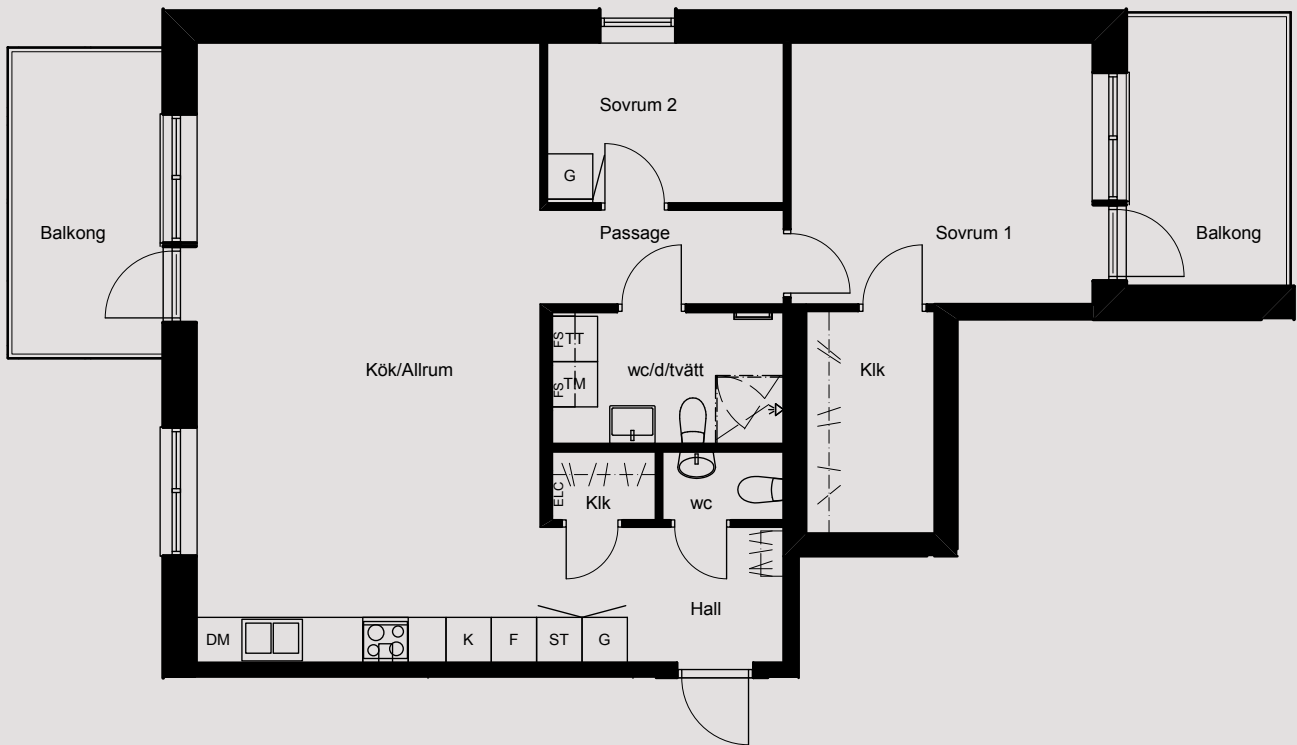 Sovrum 2
G
Balkong
Passage
Sovrum 1
Balkong
FS TT
Kök/Allrum
wc/d/tvätt
Klk
FS TM
ELC
Klk
wc
Hall
DM
K
F
ST
G